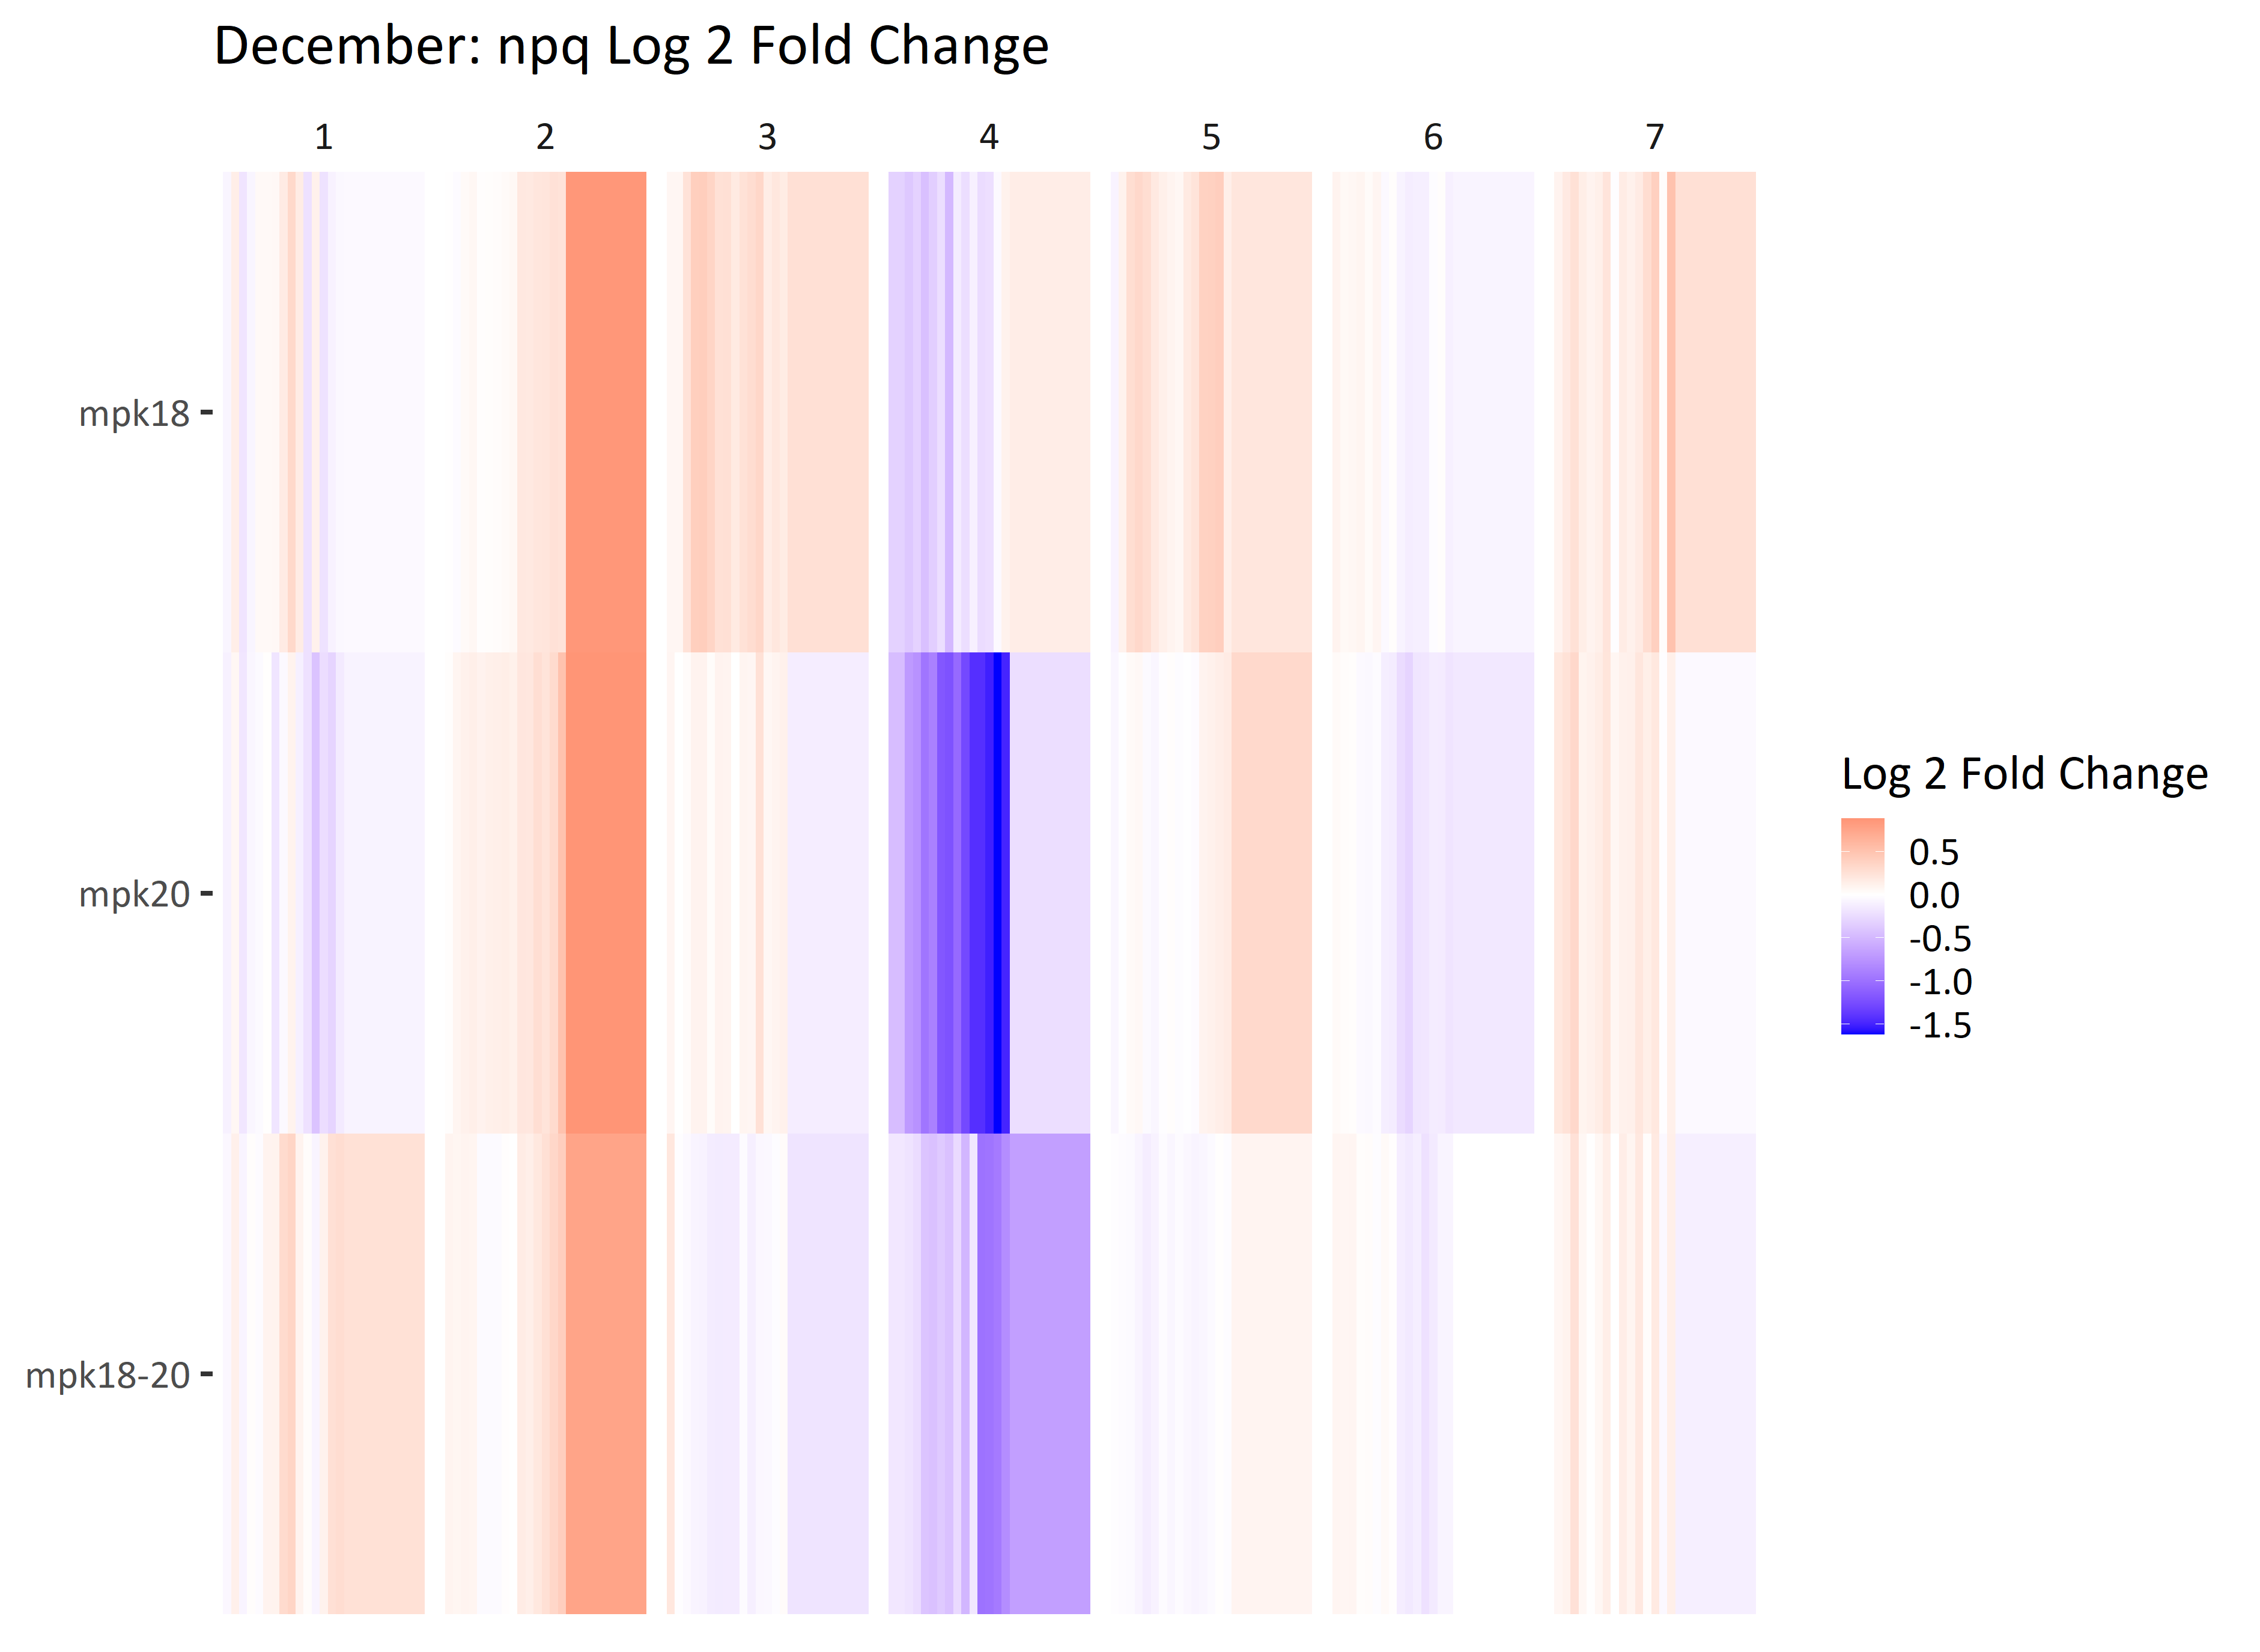 December: npq Log 2 Fold Change
1 2 3 4 5 6 7
mpk18
mpk20
mpk18-20
Log 2 Fold Change
0.5
0.0
-0.5
-1.0
-1.5